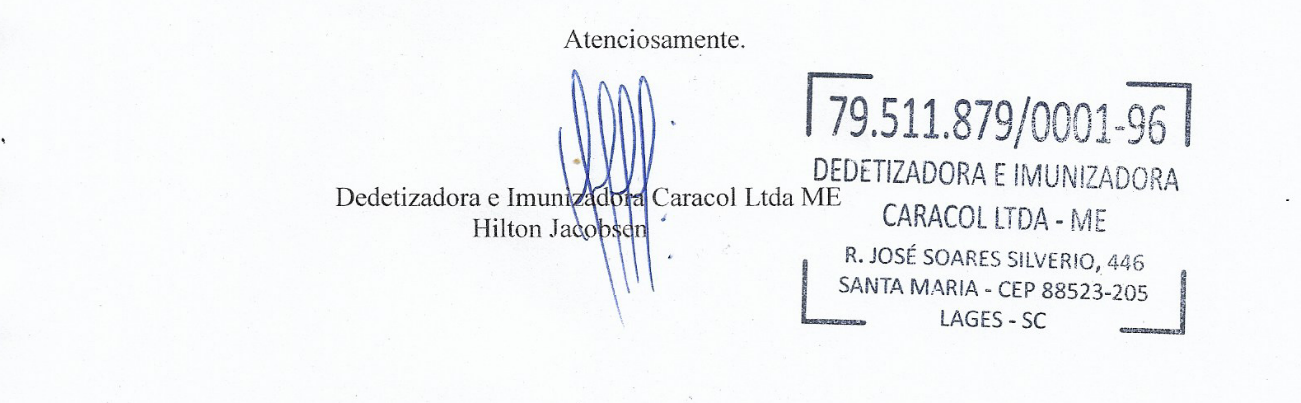 Atenciosamente.
Dedetizadora e Imunizadora Caracol Ltda ME
Hilton Jacobsen
79.511.879/0001-96
DEDETIZADORA E IMUNIZADORA
CARACOL LTDA - ME
R. JOSÉ SOARES SILVERIO, 446
SANTA MARIA - CEP 88523-205
LAGES - SC